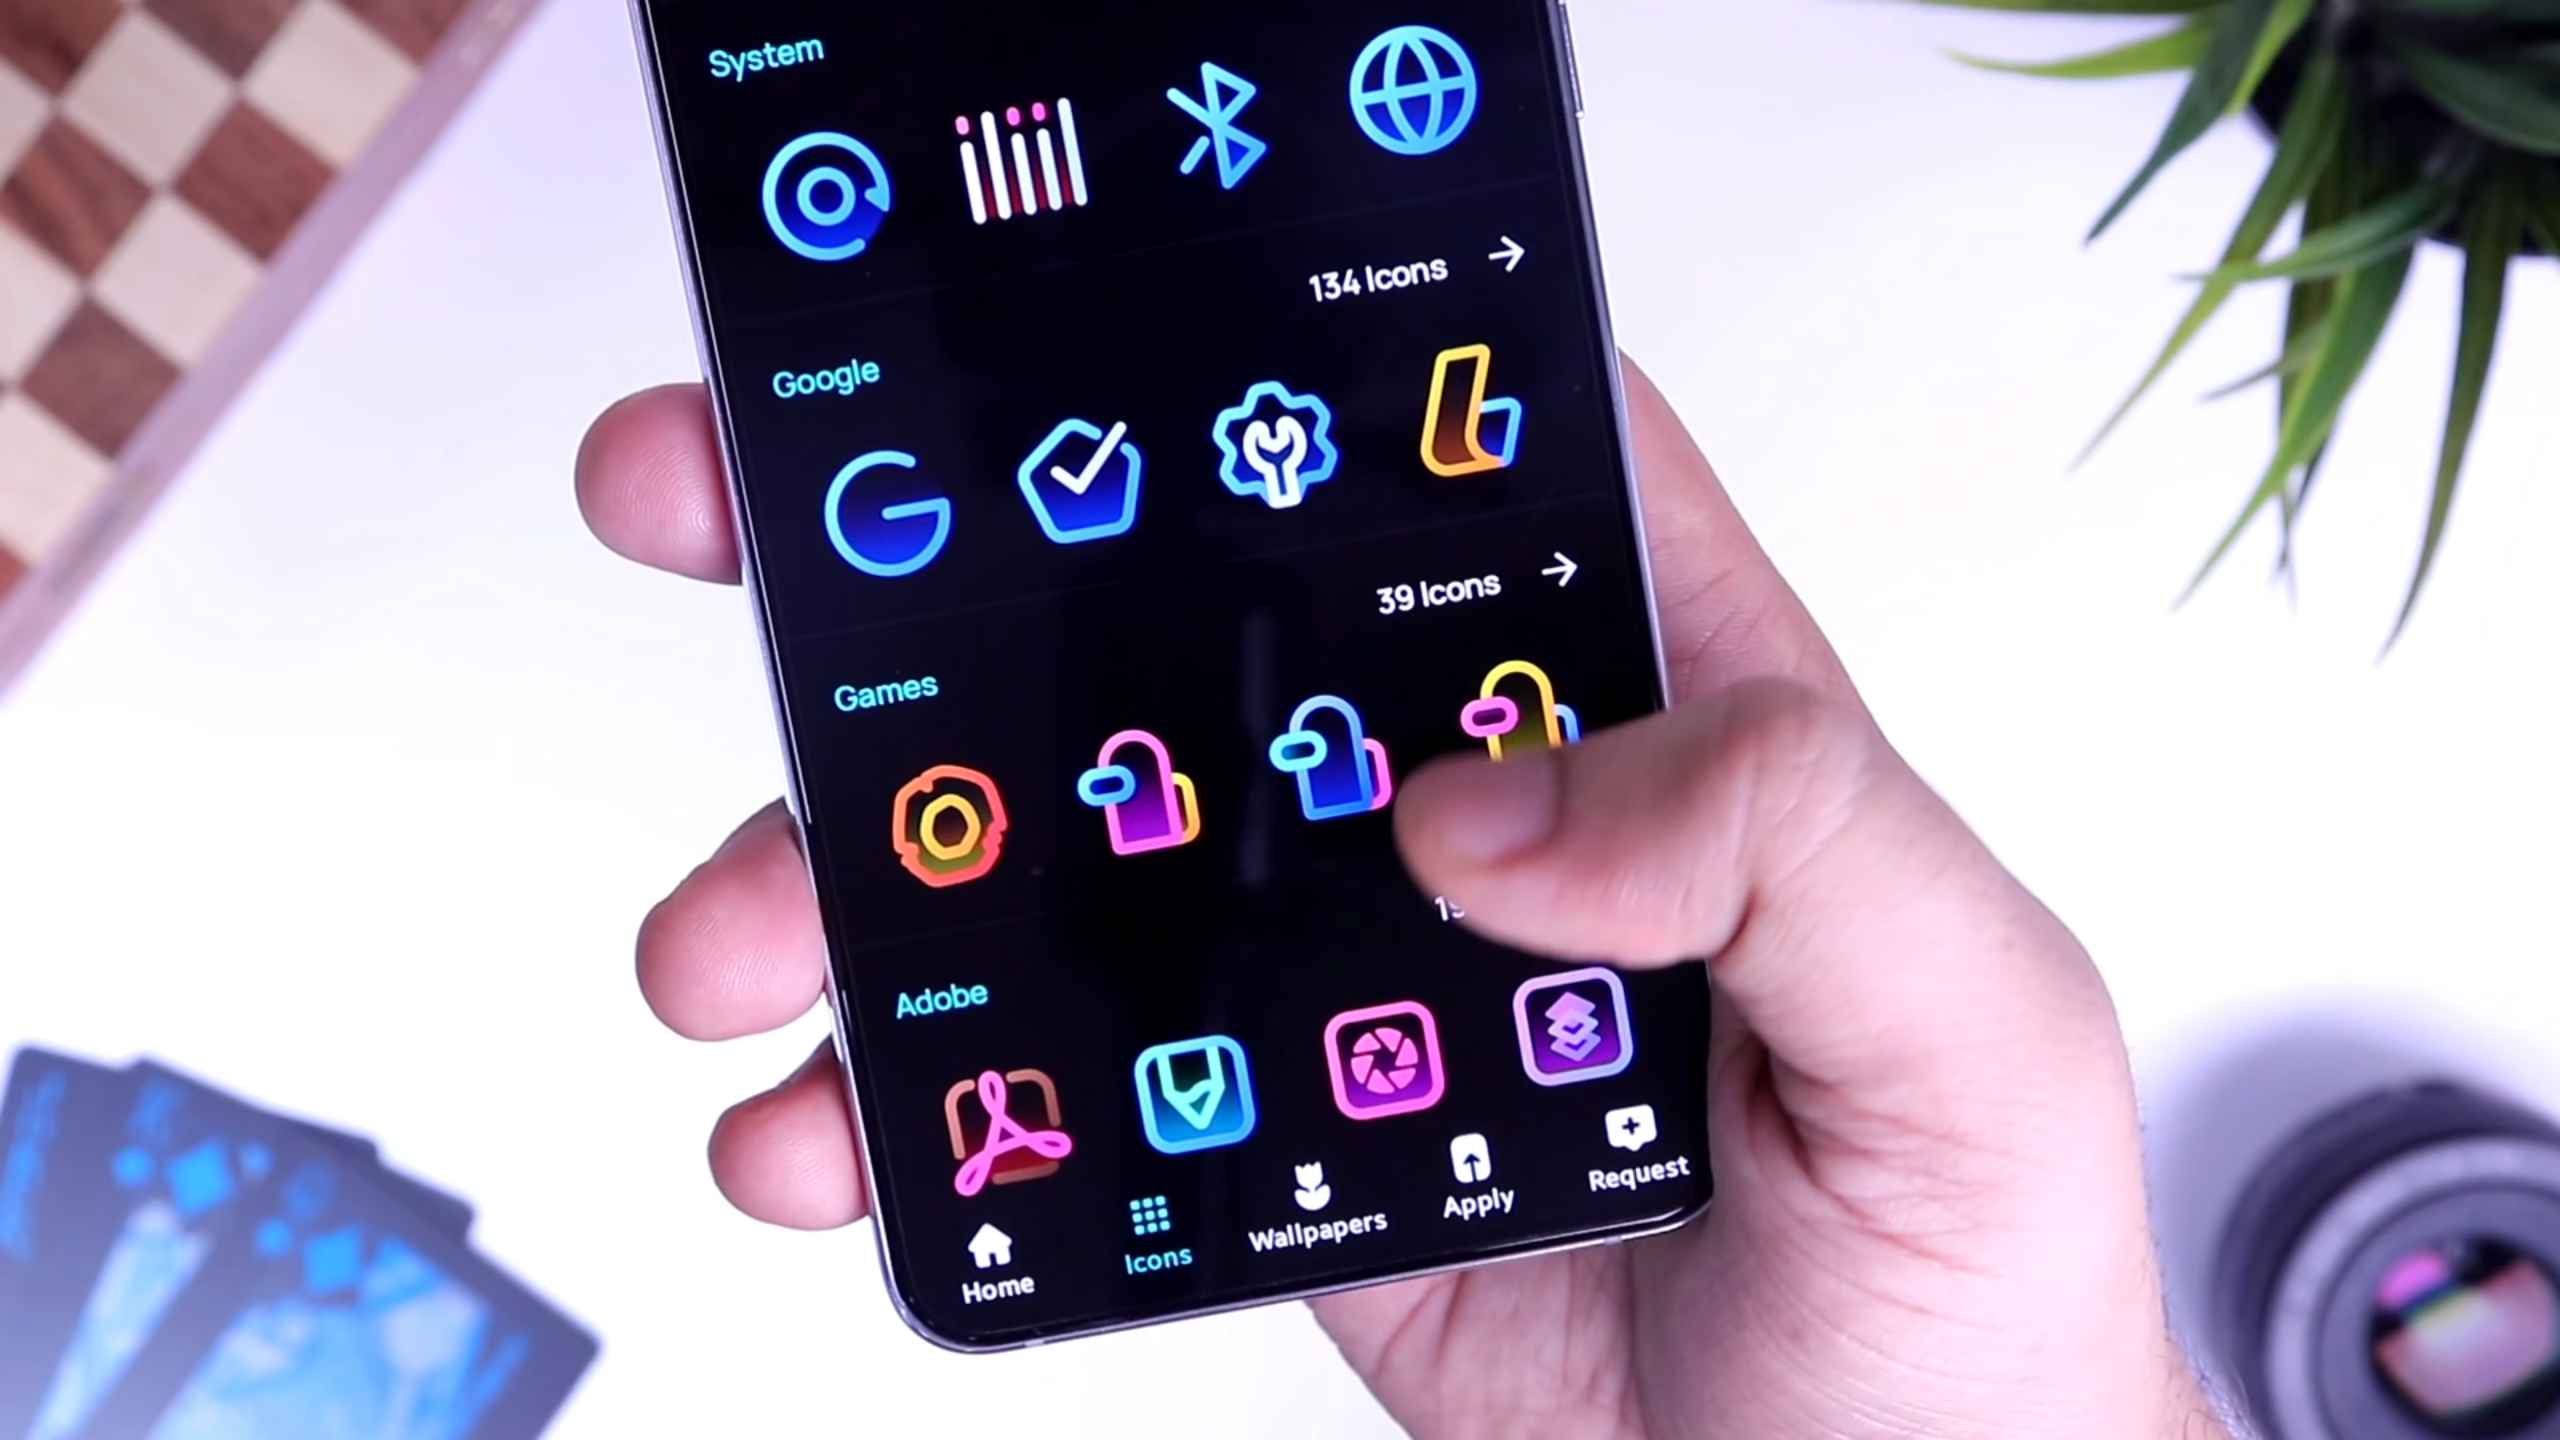 System
134 Icons
Google
39 Icons
Games
Adobe
Home
Icons
Wallpapers
Apply
Request